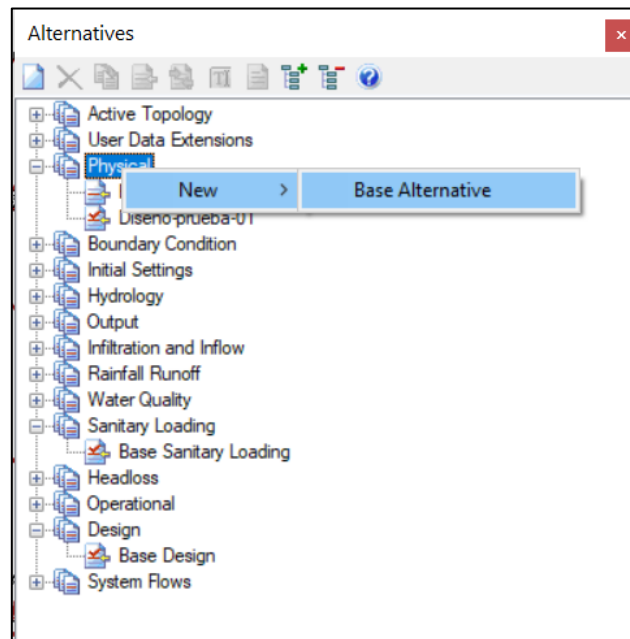 Alternatives
Active Topology
User Data Extensions
Physical
New > Base Alternative
Diseno-prueba-01
Boundary Condition
Initial Settings
Hydrology
Output
Infiltration and Inflow
Rainfall Runoff
Water Quality
Sanitary Loading
Base Sanitary Loading
Headloss
Operational
Design
Base Design
System Flows